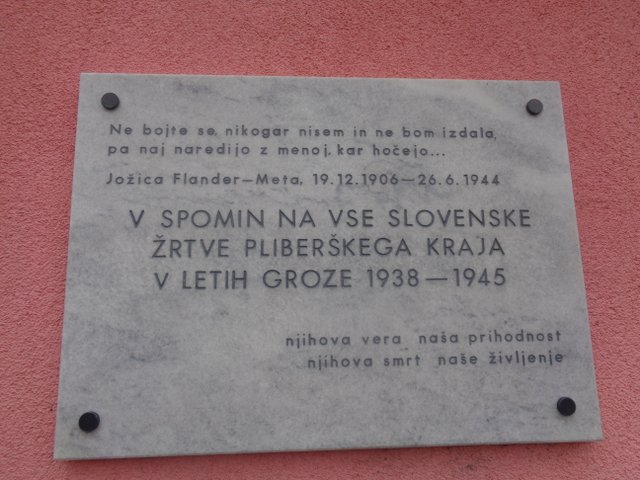 Ne bojte se, nikogar nisem in ne bom izdala,
pa naj naredijo z menoj, kar hočejo...
Jožica Flander—Meta, 19.12.1906—26.6.1944
V SPOMIN NA VSE SLOVENSKE
ŽRTVE PLIBERŠKEGA KRAJA
V LETIH GROZE 1938—1945
njihova vera naša prihodnost
njihova smrt naše življenje